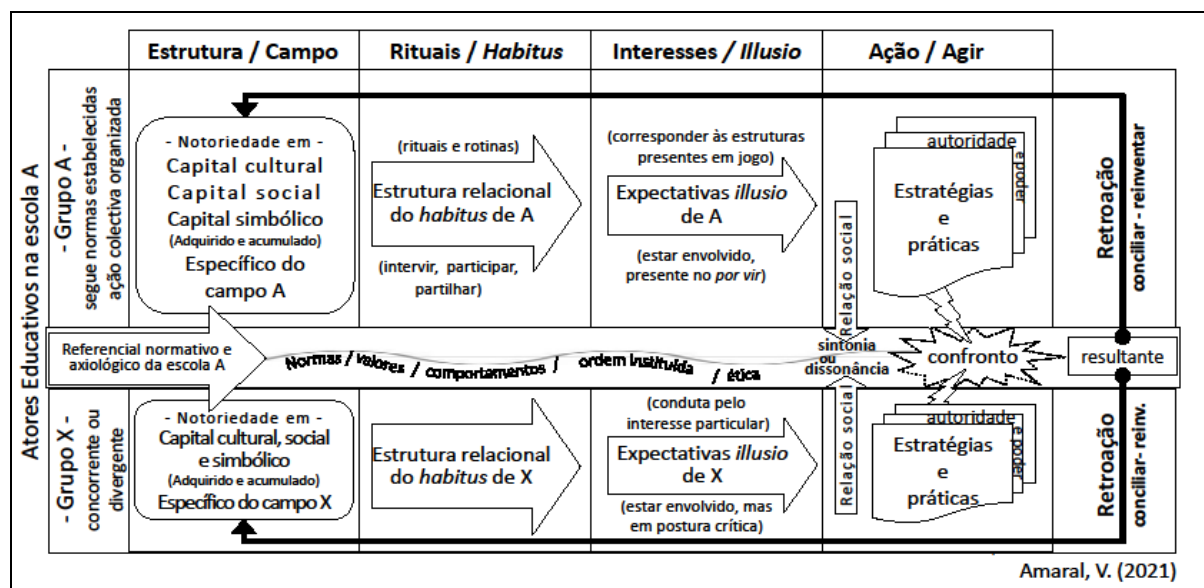 Estrutura / Campo
Rituais / Habitus
Interesses / Illusio
Ação / Agir
Atores Educativos na escola A
- Grupo A -
segue normas estabelecidas
ação colectiva organizada
- Notoriedade em -
Capital cultural
Capital social
Capital simbólico
(Adquirido e acumulado)
Específico do
campo A
(rituais e rotinas)
Estrutura relacional
do habitus de A
(intervir, participar,
partilhar)
(corresponder às estruturas
presentes em jogo)
Expectativas illusio
de A
(estar envolvido,
presente no por vir)
Relação social
autoridade
e poder
Estratégias
e
práticas
Retroação
conciliar - reinventar
Referencial normativo e
axiológico da escola A
Normas / valores / comportamentos / ordem instituída / ética
sintonia
ou
dissonância
confronto
resultante
- Grupo X -
concorrente ou
divergente
- Notoriedade em -
Capital cultural, social
e simbólico
(Adquirido e acumulado)
Específico do campo X
Estrutura relacional
do habitus de X
(conduta pelo
interesse particular)
Expectativas illusio
de X
(estar envolvido, mas
em postura crítica)
Relação social
autoridade
e poder
Estratégias
e
práticas
Retroação
conciliar- reinv.
Amaral, V. (2021)